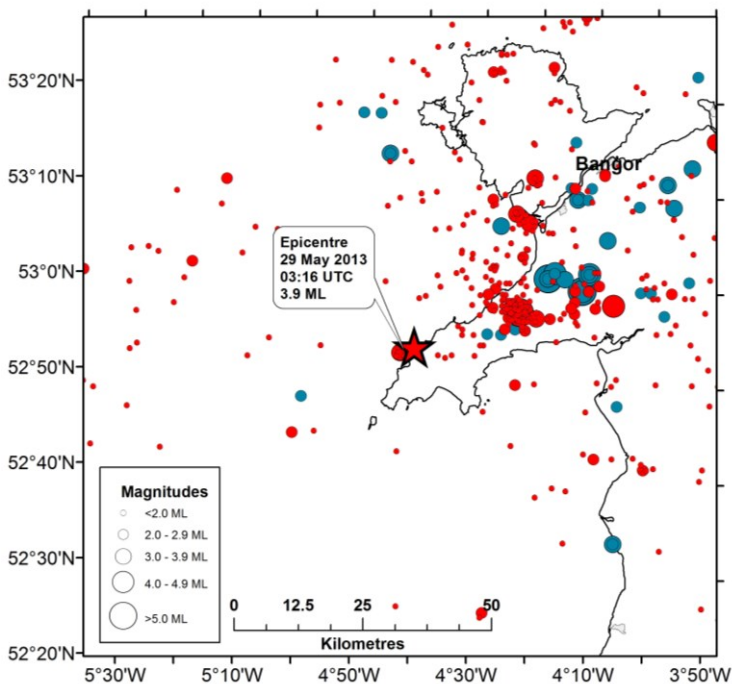 53°20'N
53°10'N
53°0'N
52°50'N
52°40'N
52°30'N
52°20'N
Bangor
Epicentre
29 May 2013
03:16 UTC
3.9 ML
Magnitudes
<2.0 ML
2.0 - 2.9 ML
3.0 - 3.9 ML
4.0 - 4.9 ML
>5.0 ML
0 12.5 25 50
Kilometres
5°30'W 5°10'W 4°50'W 4°30'W 4°10'W 3°50'W